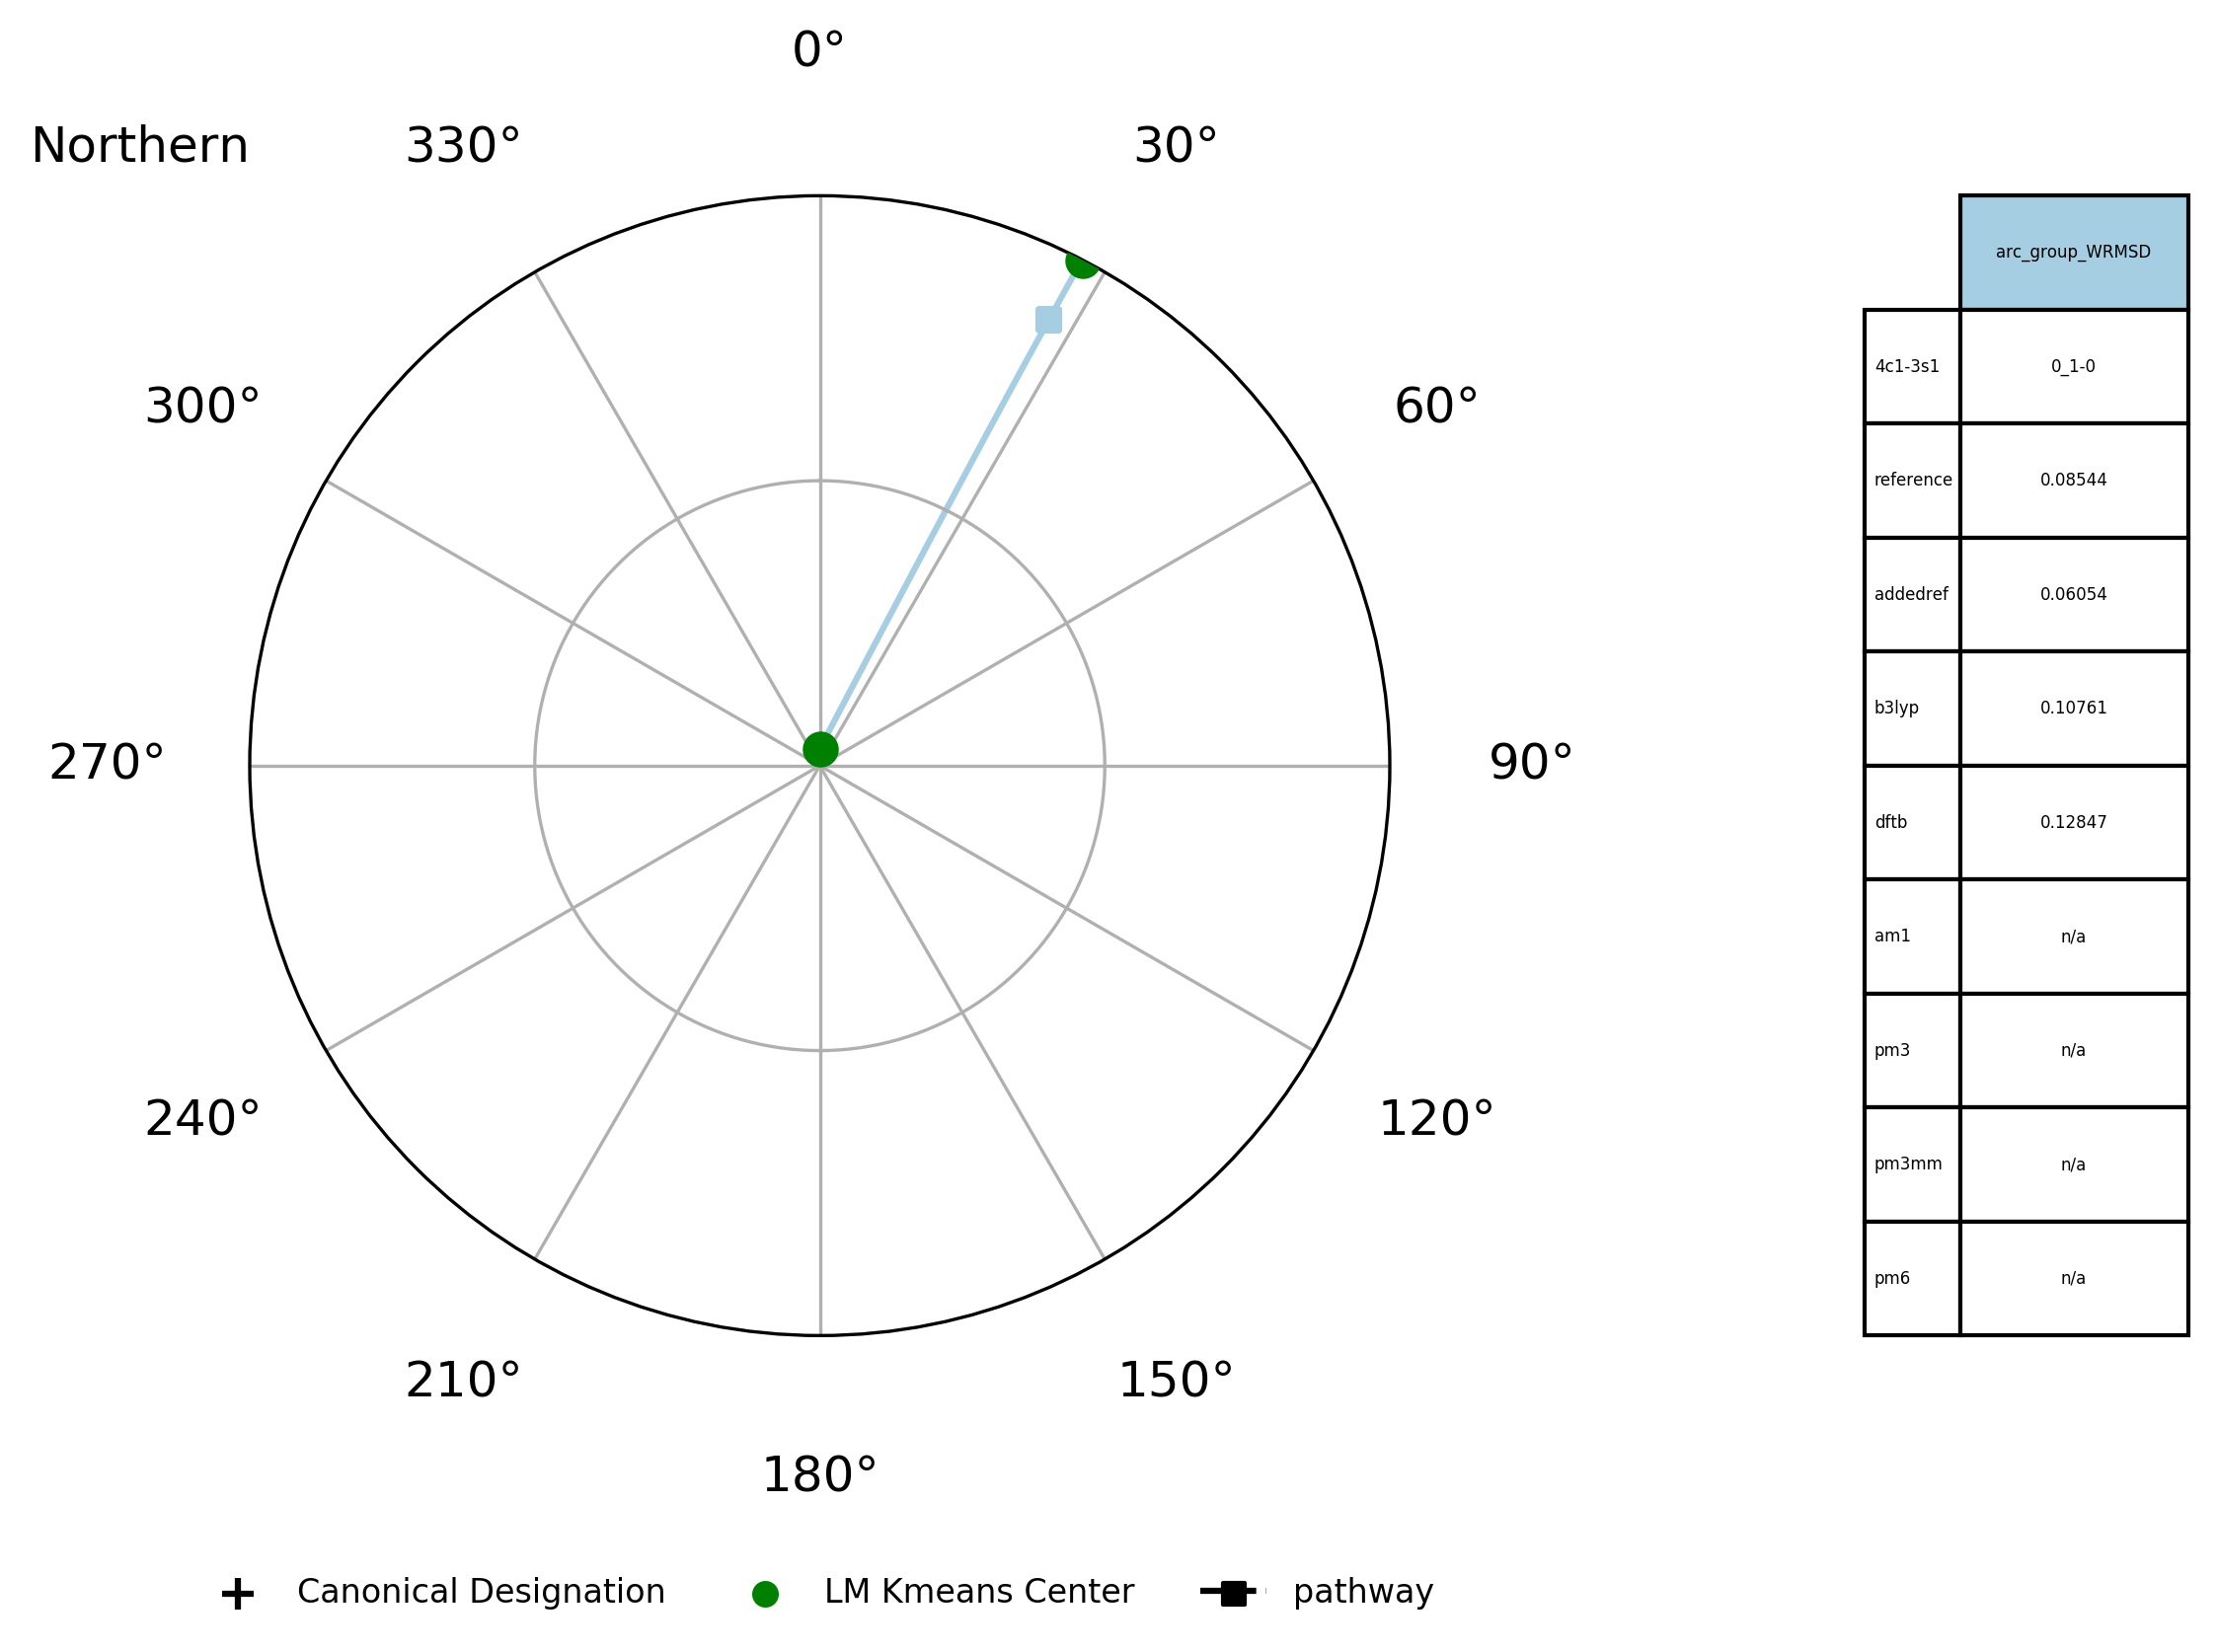 0°
Northern
330°
30°
300°
60°
270°
90°
240°
120°
210°
150°
180°
arc_group_WRMSD
4c1-3s1 0_1-0
reference 0.08544
addedref 0.06054
b3lyp 0.10761
dftb 0.12847
am1 n/a
pm3 n/a
pm3mm n/a
pm6 n/a
Canonical Designation LM Kmeans Center pathway